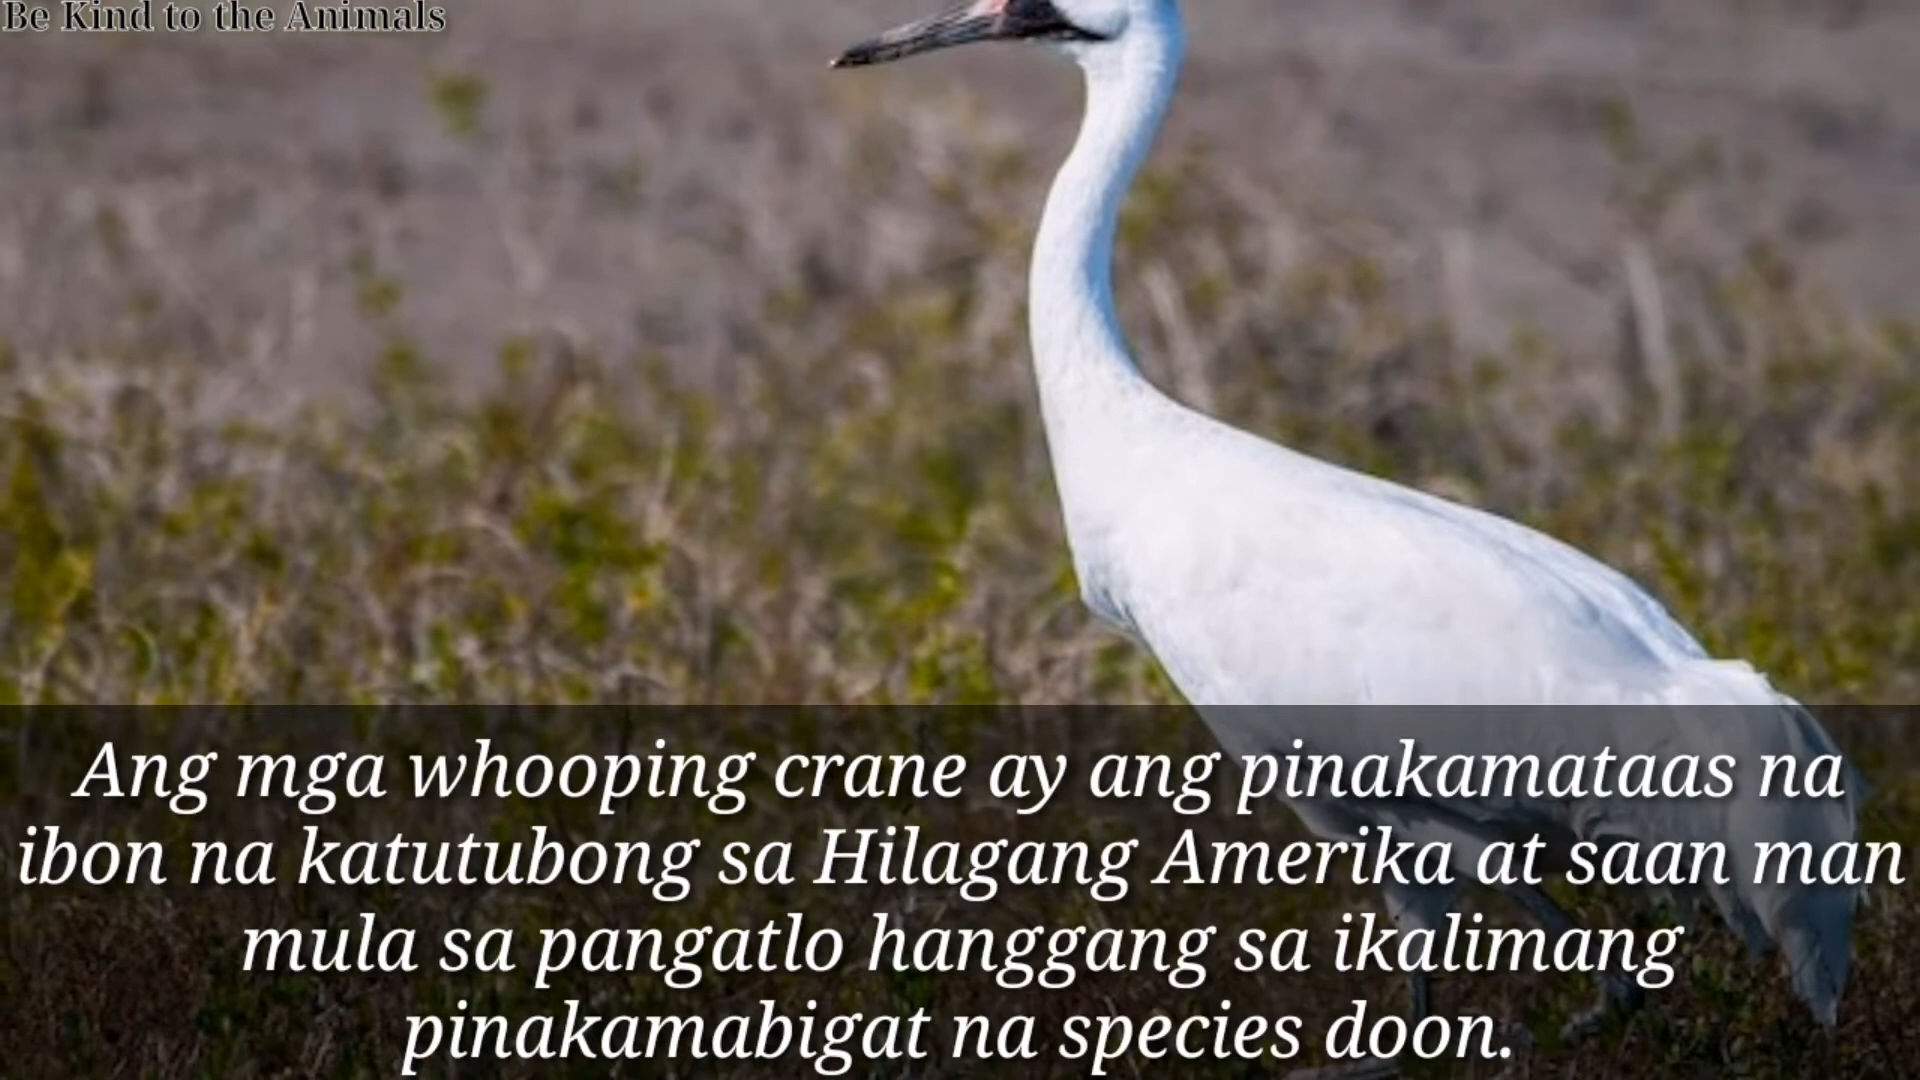 Be Kind to the Animals
Ang mga whooping crane ay ang pinakamataas na
ibon na katutubong sa Hilagang Amerika at saan man
mula sa pangatlo hanggang sa ikalimang
pinakamabigat na species doon.